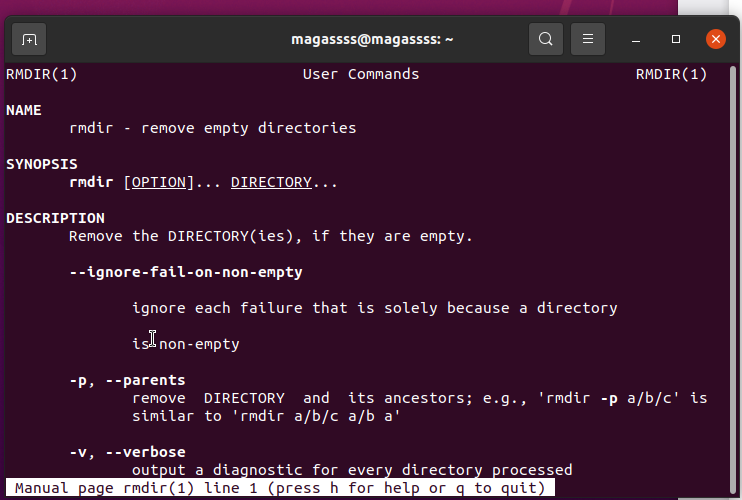 magassss@magassss: ~
RMDIR(1) User Commands RMDIR(1)
NAME
rmdir - remove empty directories
SYNOPSIS
rmdir [OPTION]... DIRECTORY...
DESCRIPTION
Remove the DIRECTORY(ies), if they are empty.
--ignore-fail-on-non-empty
ignore each failure that is solely because a directory
is non-empty
-p, --parents
remove DIRECTORY and its ancestors; e.g., 'rmdir -p a/b/c' is
similar to 'rmdir a/b/c a/b a'
-v, --verbose
output a diagnostic for every directory processed
Manual page rmdir(1) line 1 (press h for help or q to quit)